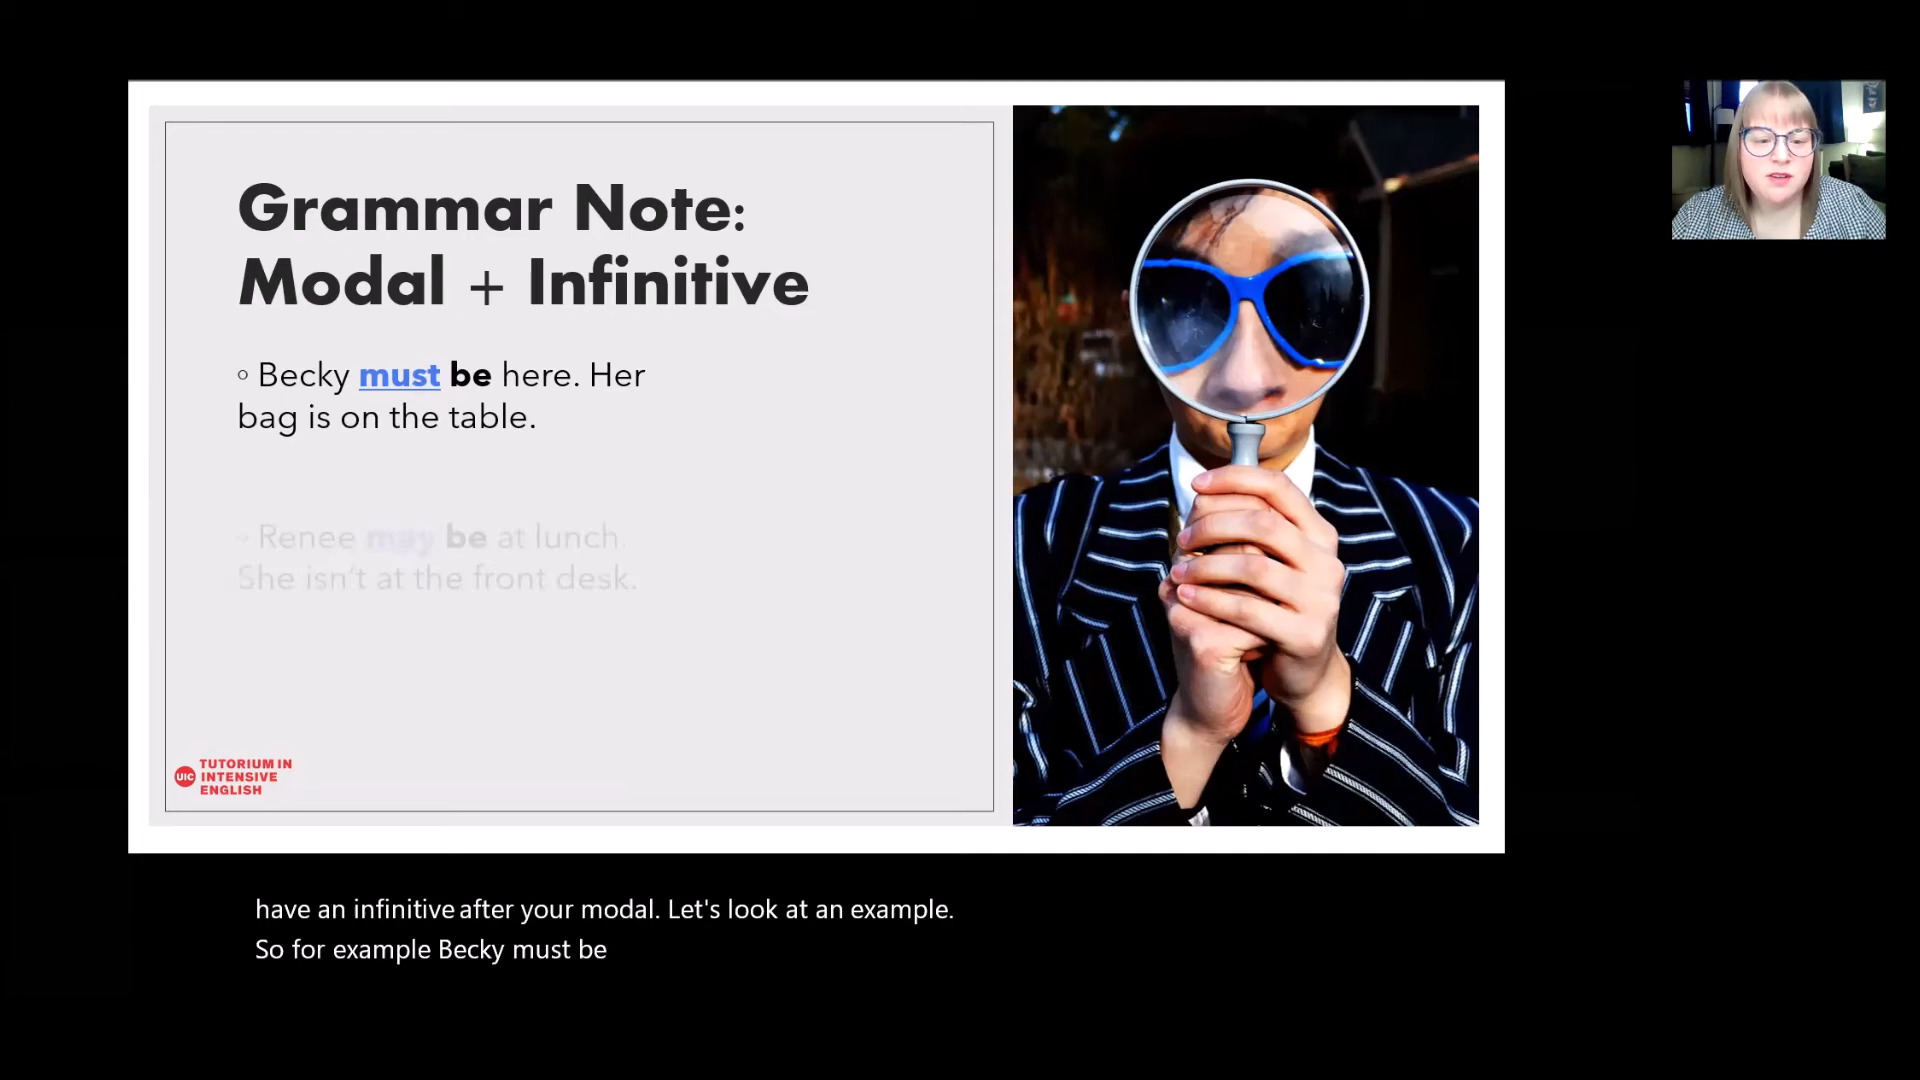 Grammar Note:
Modal + Infinitive
◦ Becky must be here. Her
bag is on the table.
◦ Renee may be at lunch.
She isn't at the front desk.
UIC
TUTORIUM IN
INTENSIVE
ENGLISH
have an infinitive after your modal. Let's look at an example.
So for example Becky must be